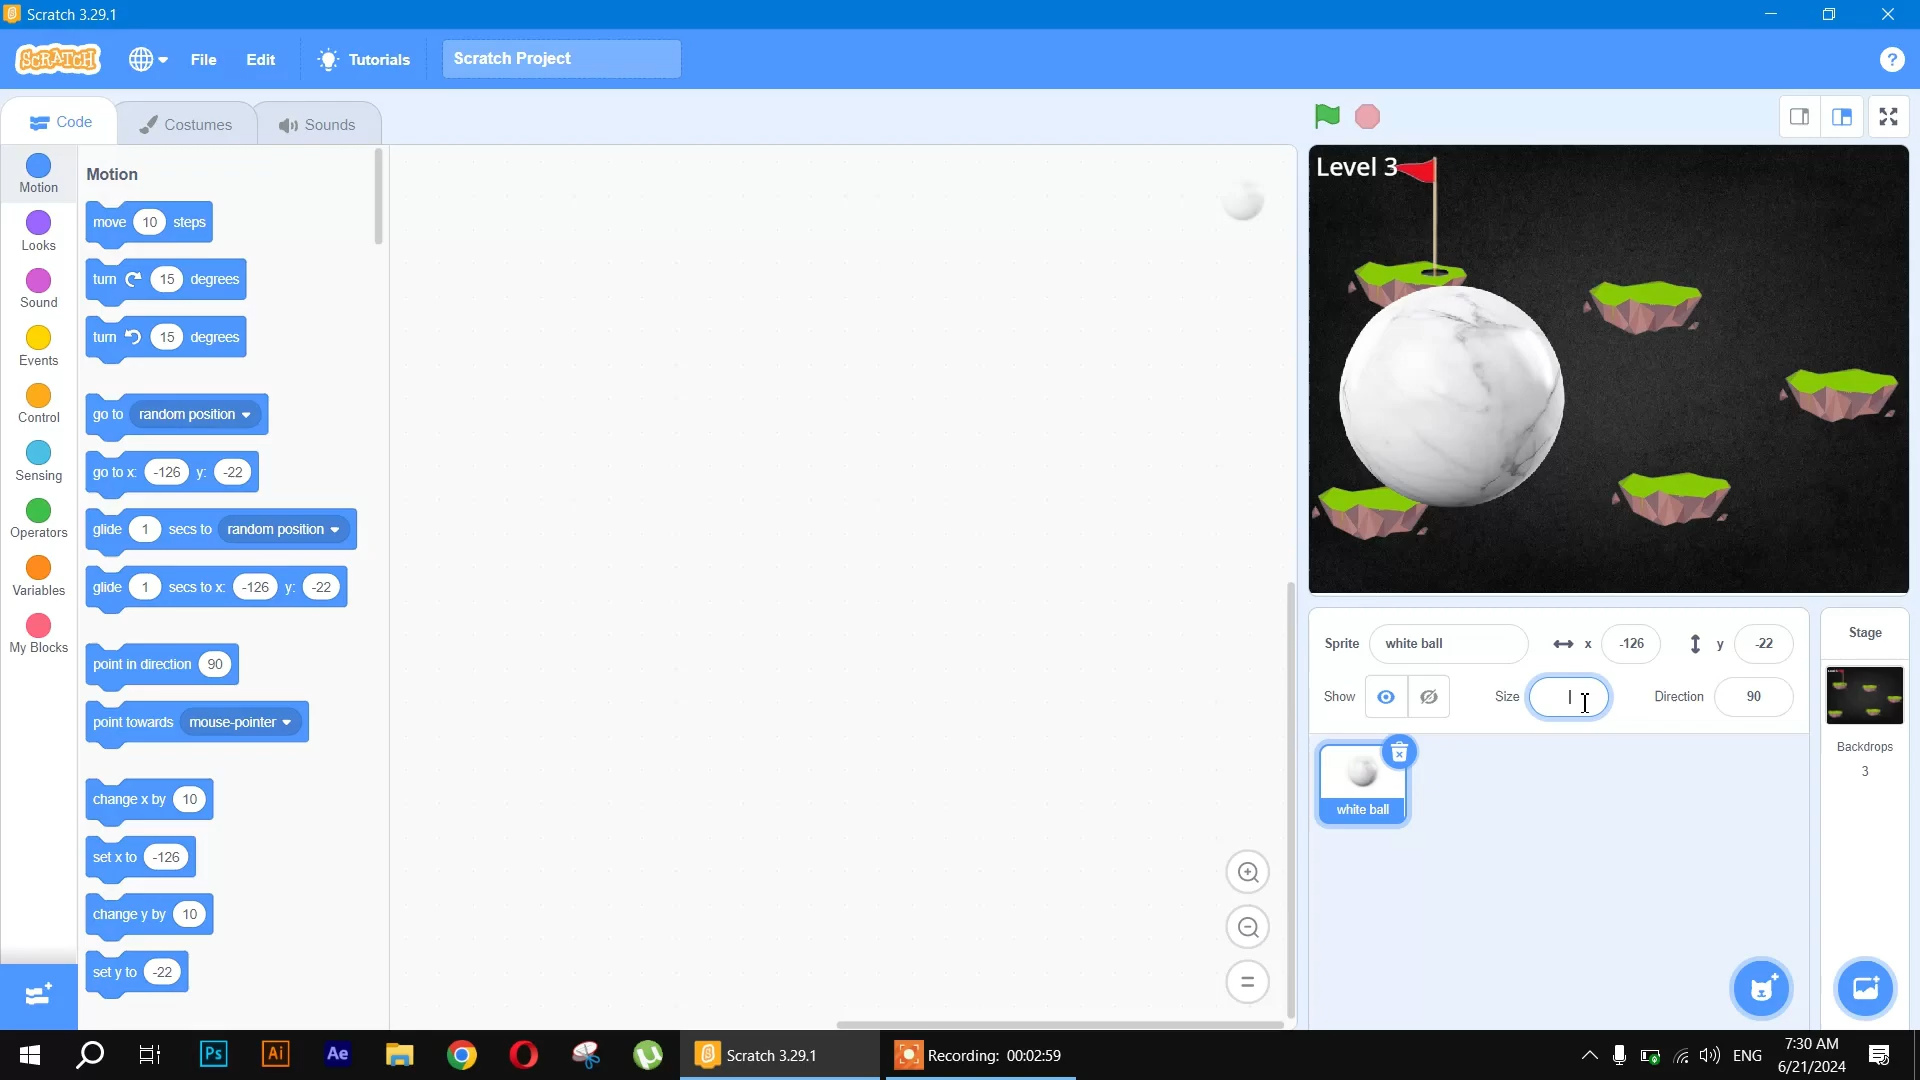 Scratch 3.29.1
SCRATCH
File
Edit
Tutorials
Scratch Project
?
Code
Costumes
Sounds
Motion
Looks
Sound
Events
Control
Sensing
Operators
Variables
My Blocks
Motion
move 10 steps
turn 15 degrees
turn 15 degrees
go to random position
go to x: -126 y: -22
glide 1 secs to random position
glide 1 secs to x: -126 y: -22
point in direction 90
point towards mouse-pointer
change x by 10
set x to -126
change y by 10
set y to -22
Level 3
Sprite white ball x -126 y -22
Show Size Direction 90
white ball
Stage
Backdrops
3
Ps
Ai
Ae
Scratch 3.29.1
Recording: 00:02:59
ENG
7:30 AM
6/21/2024